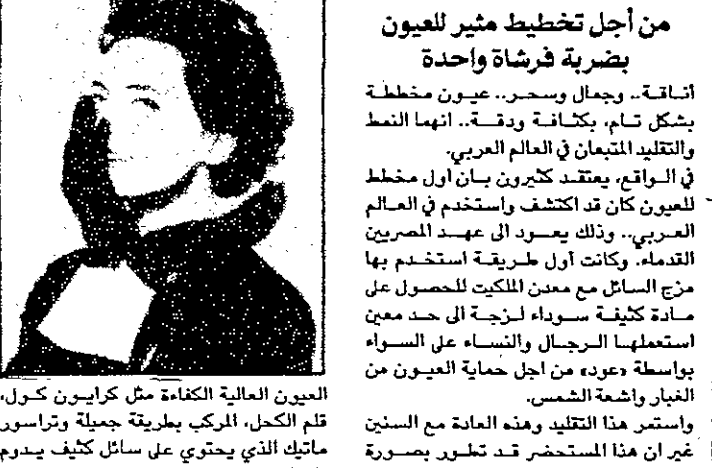 من أجل تخطيط مثير للعيون
بضربة فرشاة واحدة
أناقة.. وجمال وسحر.. عيون مخططة
بشكل تام، بكثافة ودقة.. انهما النمط
والتقليد المتبعان في العالم العربي.
في الواقع، يعتقد كثيرون بان اول مخطط
للعيون كان قد اكتشف واستخدم في العالم
العربي.. وذلك يعود الى عهد المصريين
القدماء. وكانت أول طريقة استخدم بها
مزج السائل مع معدن الملكيت للحصول على
مادة كثيفة سوداء لزجة الى حد معين
استعملها الرجال والنساء على السواء
بواسطة «عود» من اجل حماية العيون من
الغبار واشعة الشمس.
واستمر هذا التقليد وهذه العادة مع السنين
غير ان هذا المستحضر قد تطور بصورة
العيون العالية الكفاءة مثل كرايون كول،
قلم الكحل، المركب بطريقة جميلة وتراسور
ماتيك الذي يحتوي على سائل كثيف يدوم